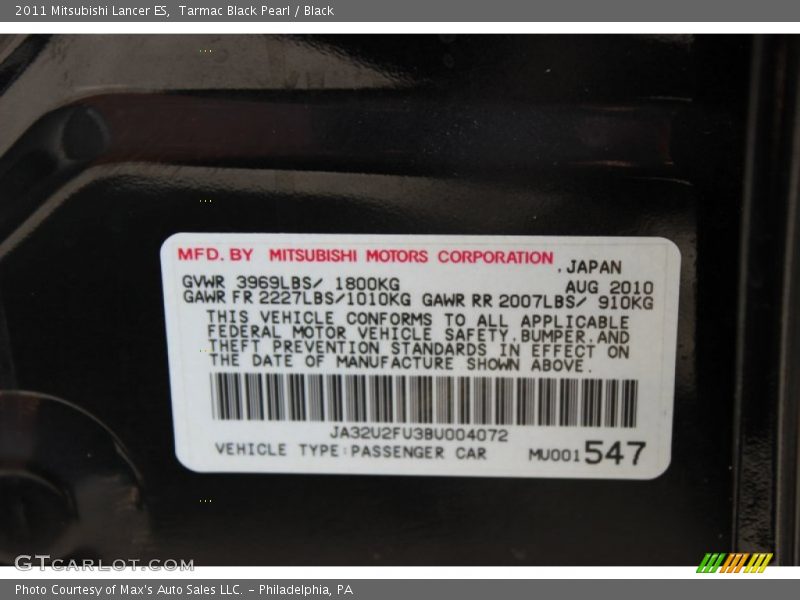 2011 Mitsubishi Lancer ES, Tarmac Black Pearl / Black
MFD. BY MITSUBISHI MOTORS CORPORATION
, JAPAN
GVWR 3969LBS/ 1800KG AUG 2010
GAWR FR 2227LBS/1010KG GAWR RR 2007LBS/ 910KG
THIS VEHICLE CONFORMS TO ALL APPLICABLE
FEDERAL MOTOR VEHICLE SAFETY, BUMPER, AND
THEFT PREVENTION STANDARDS IN EFFECT ON
THE DATE OF MANUFACTURE SHOWN ABOVE.
JA32U2FU3BU004072
VEHICLE TYPE: PASSENGER CAR MU001 547
GTCARLOT.COM
Photo Courtesy of Max's Auto Sales LLC. - Philadelphia, PA